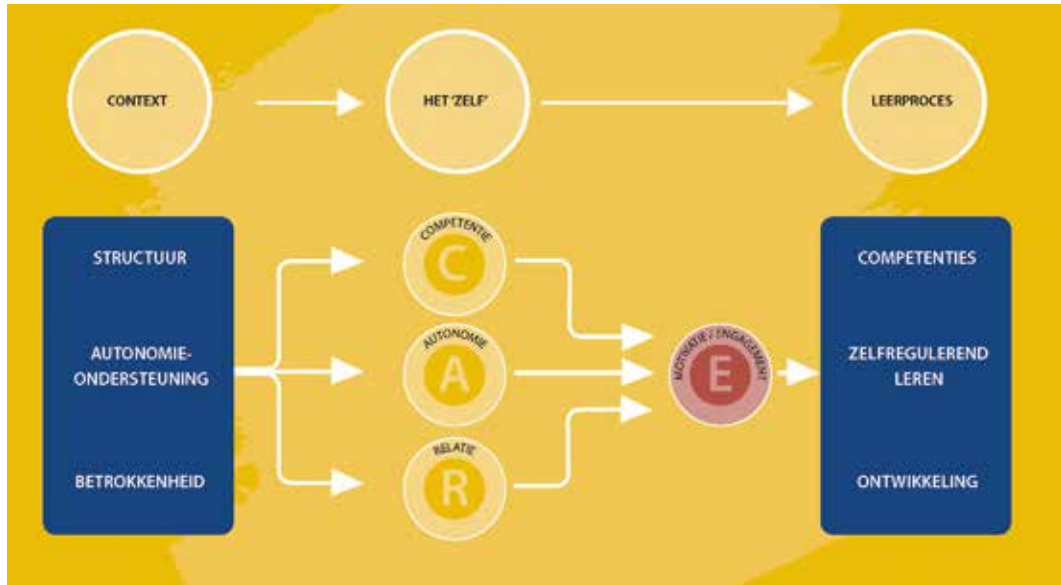 CONTEXT
HET 'ZELF'
LEERPROCES
STRUCTUUR
AUTONOMIE-
ONDERSTEUNING
BETROKKENHEID
COMPETENTIE
C
AUTONOMIE
A
RELATIE
R
MOTIVATIE / ENGAGEMENT
E
COMPETENTIES
ZELFREGULEREND
LEREN
ONTWIKKELING